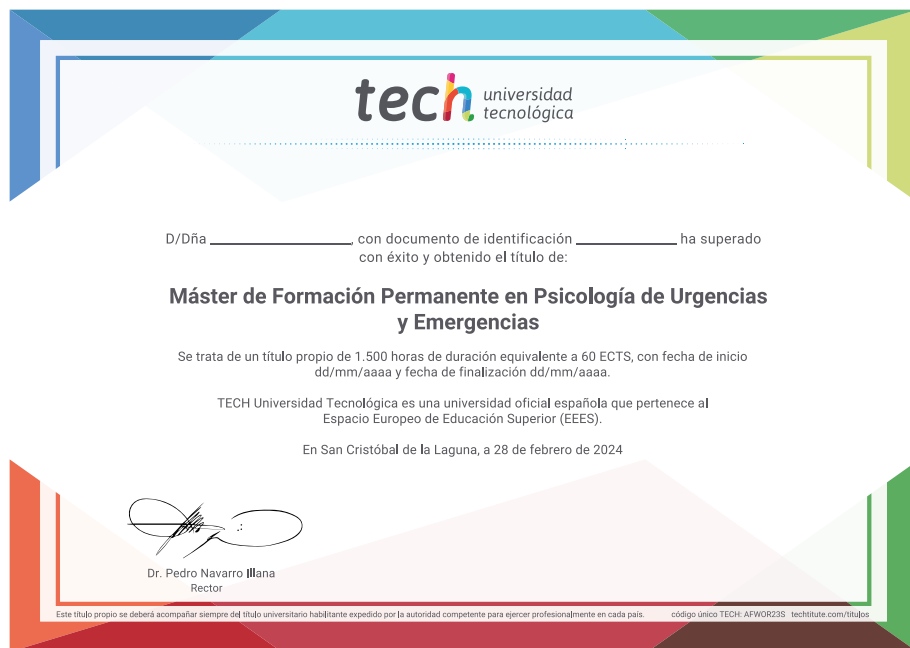 tech universidad
tecnológica
D/Dña ________________, con documento de identificación ____________ ha superado
con éxito y obtenido el título de:
Máster de Formación Permanente en Psicología de Urgencias
y Emergencias
Se trata de un título propio de 1.500 horas de duración equivalente a 60 ECTS, con fecha de inicio
dd/mm/aaaa y fecha de finalización dd/mm/aaaa.
TECH Universidad Tecnológica es una universidad oficial española que pertenece al
Espacio Europeo de Educación Superior (EEES).
En San Cristóbal de la Laguna, a 28 de febrero de 2024
Dr. Pedro Navarro Illana
Rector
Este título propio se deberá acompañar siempre del título universitario habilitante expedido por la autoridad competente para ejercer profesionalmente en cada país. código único TECH: AFWOR23S techtitute.com/titulos